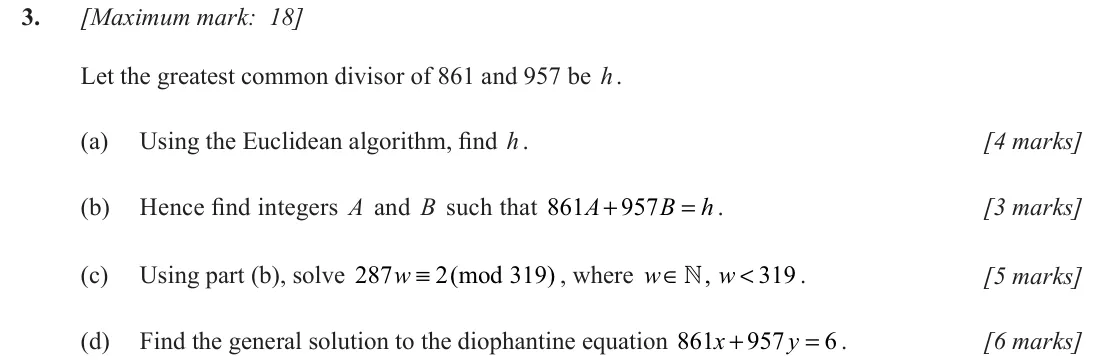 3. [Maximum mark: 18]
Let the greatest common divisor of 861 and 957 be h.
(a) Using the Euclidean algorithm, find h. [4 marks]
(b) Hence find integers A and B such that 861A+957B=h. [3 marks]
(c) Using part (b), solve 287w≡2(mod 319), where w∈ℕ, w<319. [5 marks]
(d) Find the general solution to the diophantine equation 861x+957y=6. [6 marks]